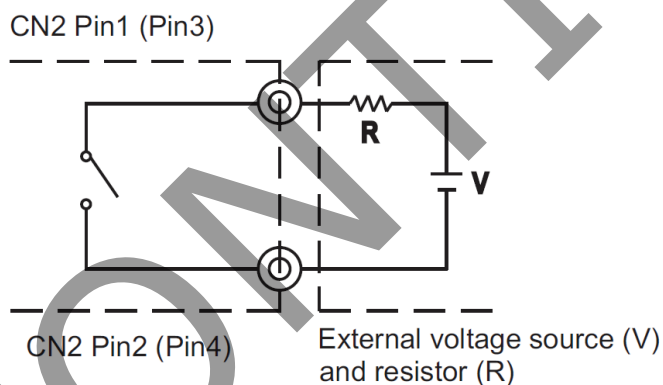 CN2 Pin1 (Pin3)
R
V
CN2 Pin2 (Pin4)
External voltage source (V)
and resistor (R)